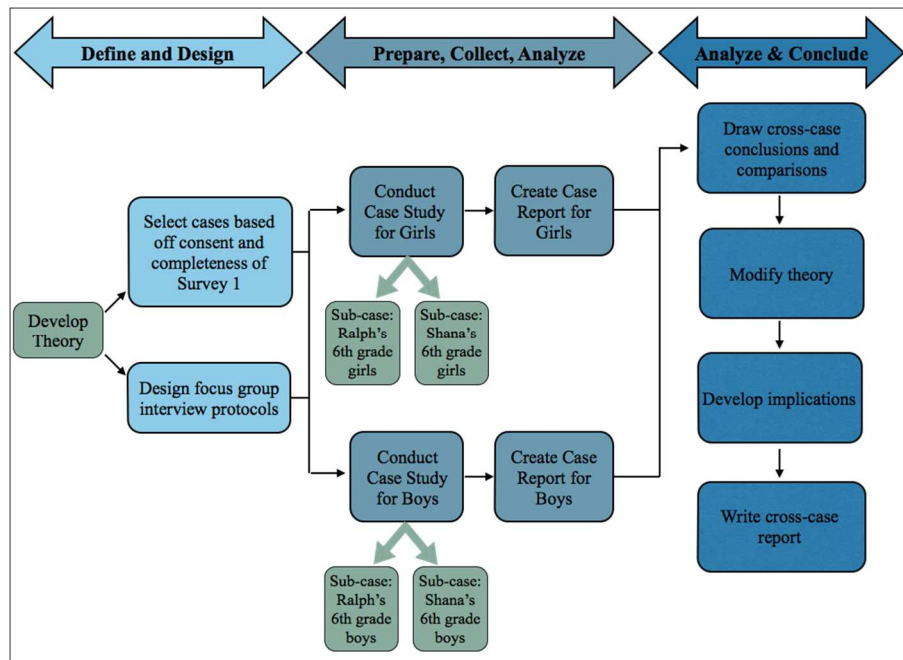 Define and Design
Prepare, Collect, Analyze
Analyze & Conclude
Develop
Theory
Select cases based
off consent and
completeness of
Survey 1
Design focus group
interview protocols
Conduct
Case Study
for Girls
Create Case
Report for
Girls
Sub-case:
Ralph's
6th grade
girls
Sub-case:
Shana's
6th grade
girls
Conduct
Case Study
for Boys
Create Case
Report for
Boys
Sub-case:
Ralph's
6th grade
boys
Sub-case:
Shana's
6th grade
boys
Draw cross-case
conclusions and
comparisons
Modify theory
Develop implications
Write cross-case
report